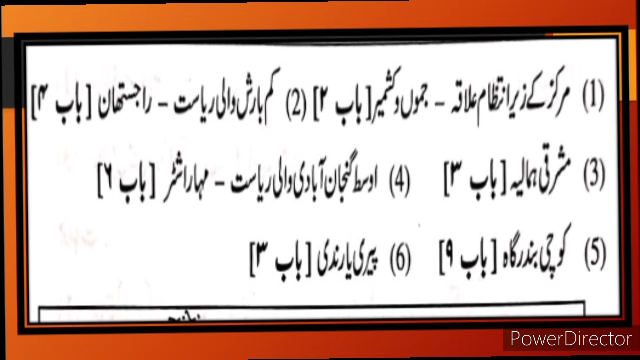 (1) مرکز کے زیر انتظام علاقہ - جموں و کشمیر [باب ۲] (2) کم بارش والی ریاست - راجستھان [باب ۴]
(3) مشرقی ہمالیہ [باب ۳] (4) اوسط گنجان آبادی والی ریاست - مہاراشٹر [باب ۶]
(5) کوچی بندرگاہ [باب ۹] (6) پیری یار ندی [باب ۳]
PowerDirector